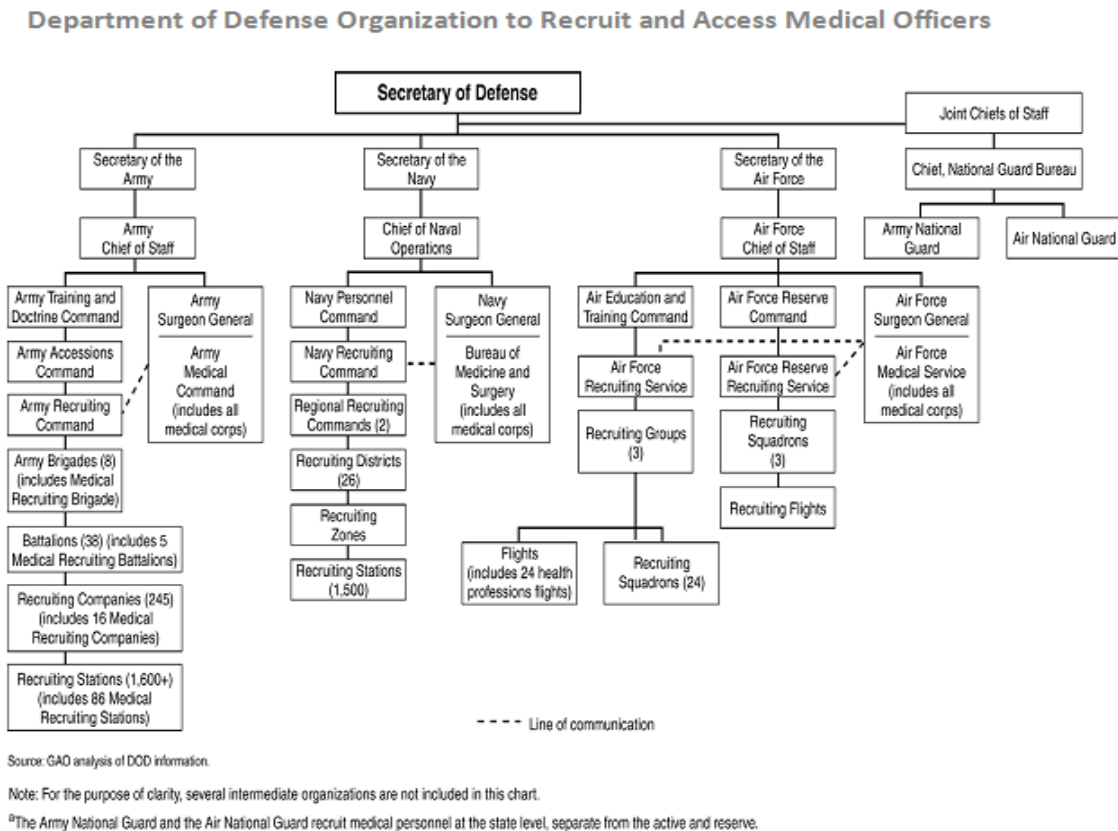 Department of Defense Organization to Recruit and Access Medical Officers
Secretary of Defense
Joint Chiefs of Staff
Secretary of the
Army
Secretary of the
Navy
Secretary of the
Air Force
Chief, National Guard Bureau
Army
Chief of Staff
Chief of Naval
Operations
Air Force
Chief of Staff
Army National
Guard
Air National Guard
Army Training and
Doctrine Command
Army Accessions
Command
Army Recruiting
Command
Army Brigades (8)
(includes Medical
Recruiting Brigade)
Battalions (38) (includes 5
Medical Recruiting Battalions)
Recruiting Companies (245)
(includes 16 Medical
Recruiting Companies)
Recruiting Stations (1,600+)
(includes 86 Medical
Recruiting Stations)
Army
Surgeon General
Army
Medical
Command
(includes all
medical corps)
Navy Personnel
Command
Navy Recruiting
Command
Regional Recruiting
Commands (2)
Recruiting Districts
(26)
Recruiting
Zones
Recruiting Stations
(1,500)
Navy
Surgeon General
Bureau of
Medicine and
Surgery
(includes all
medical corps)
Air Education and
Training Command
Air Force
Recruiting Service
Recruiting Groups
(3)
Flights
(includes 24 health
professions flights)
Recruiting
Squadrons (24)
Air Force Reserve
Command
Air Force Reserve
Recruiting Service
Recruiting
Squadrons
(3)
Recruiting Flights
Air Force
Surgeon General
Air Force
Medical Service
(includes all
medical corps)
Line of communication
Source: GAO analysis of DOD information.
Note: For the purpose of clarity, several intermediate organizations are not included in this chart.
aThe Army National Guard and the Air National Guard recruit medical personnel at the state level, separate from the active and reserve.